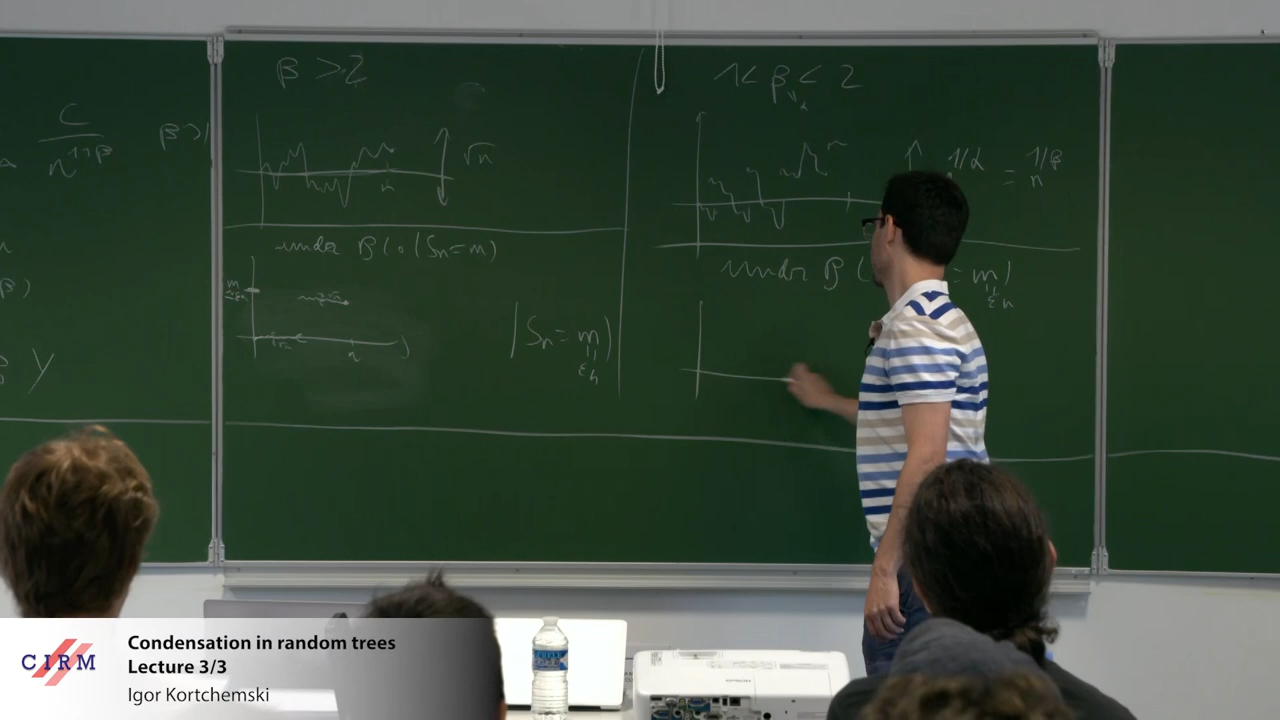 C
n^{1+β}
β>1
β)
Y
β > 2
√n
n
under P(·|Sₙ=m)
m
n
|Sₙ = m)
εn
1 < β < 2
1/α = n^{1/β}
under P(
= m)
εn
CIRM
Condensation in random trees
Lecture 3/3
Igor Kortchemski